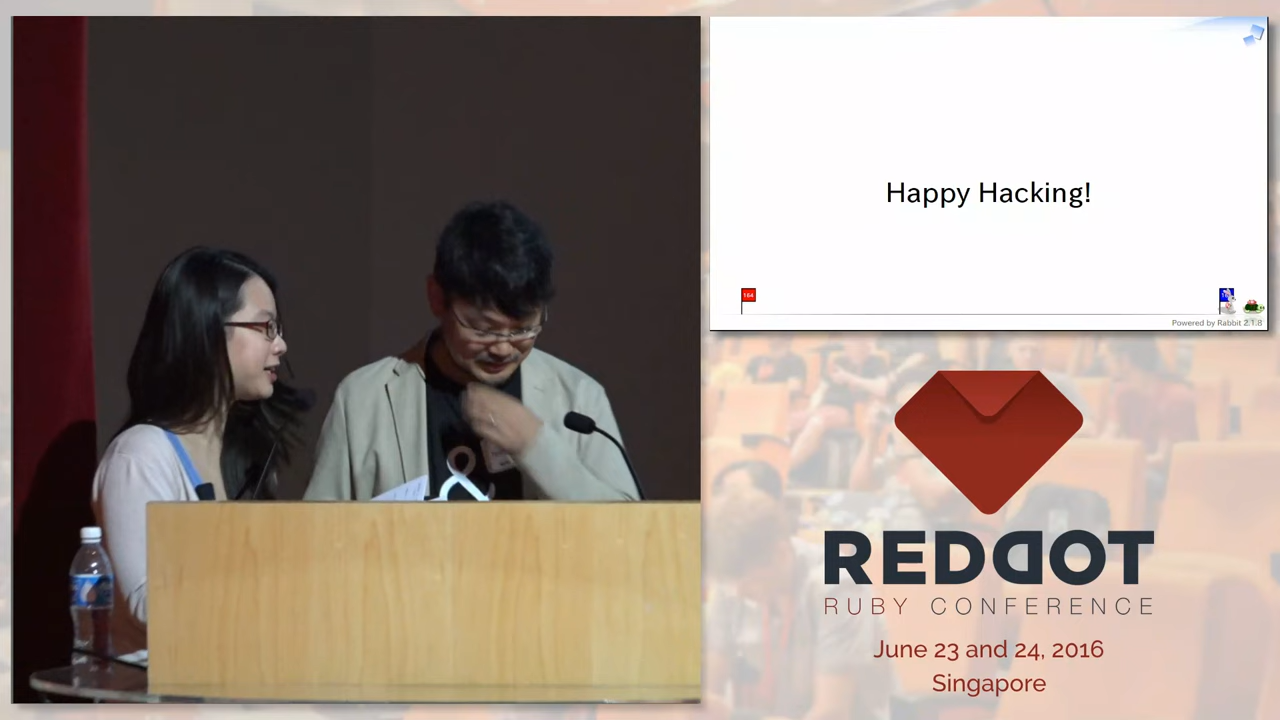 Happy Hacking!
164
Powered by Rabbit 2.1.8
&
REDDOT
RUBY CONFERENCE
June 23 and 24, 2016
Singapore